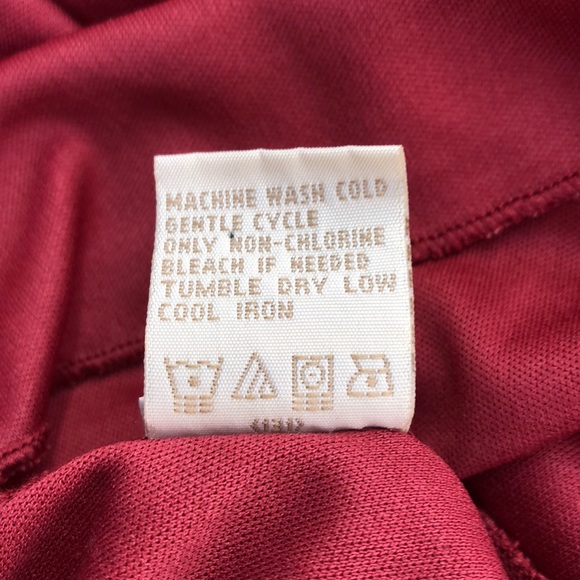 MACHINE WASH COLD
GENTLE CYCLE
ONLY NON-CHLORINE
BLEACH IF NEEDED
TUMBLE DRY LOW
COOL IRON